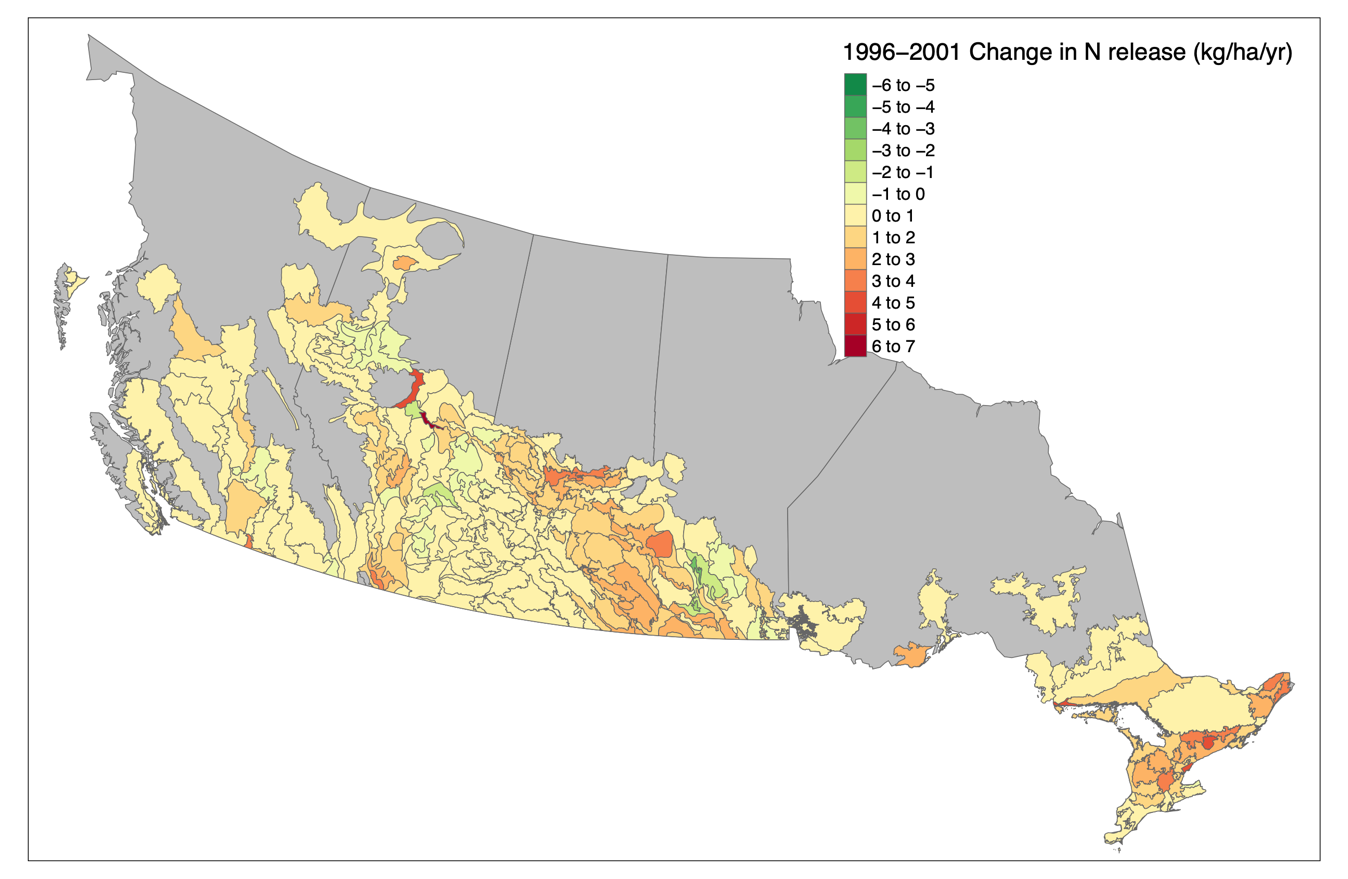 1996–2001 Change in N release (kg/ha/yr)
−6 to −5
−5 to −4
−4 to −3
−3 to −2
−2 to −1
−1 to 0
0 to 1
1 to 2
2 to 3
3 to 4
4 to 5
5 to 6
6 to 7